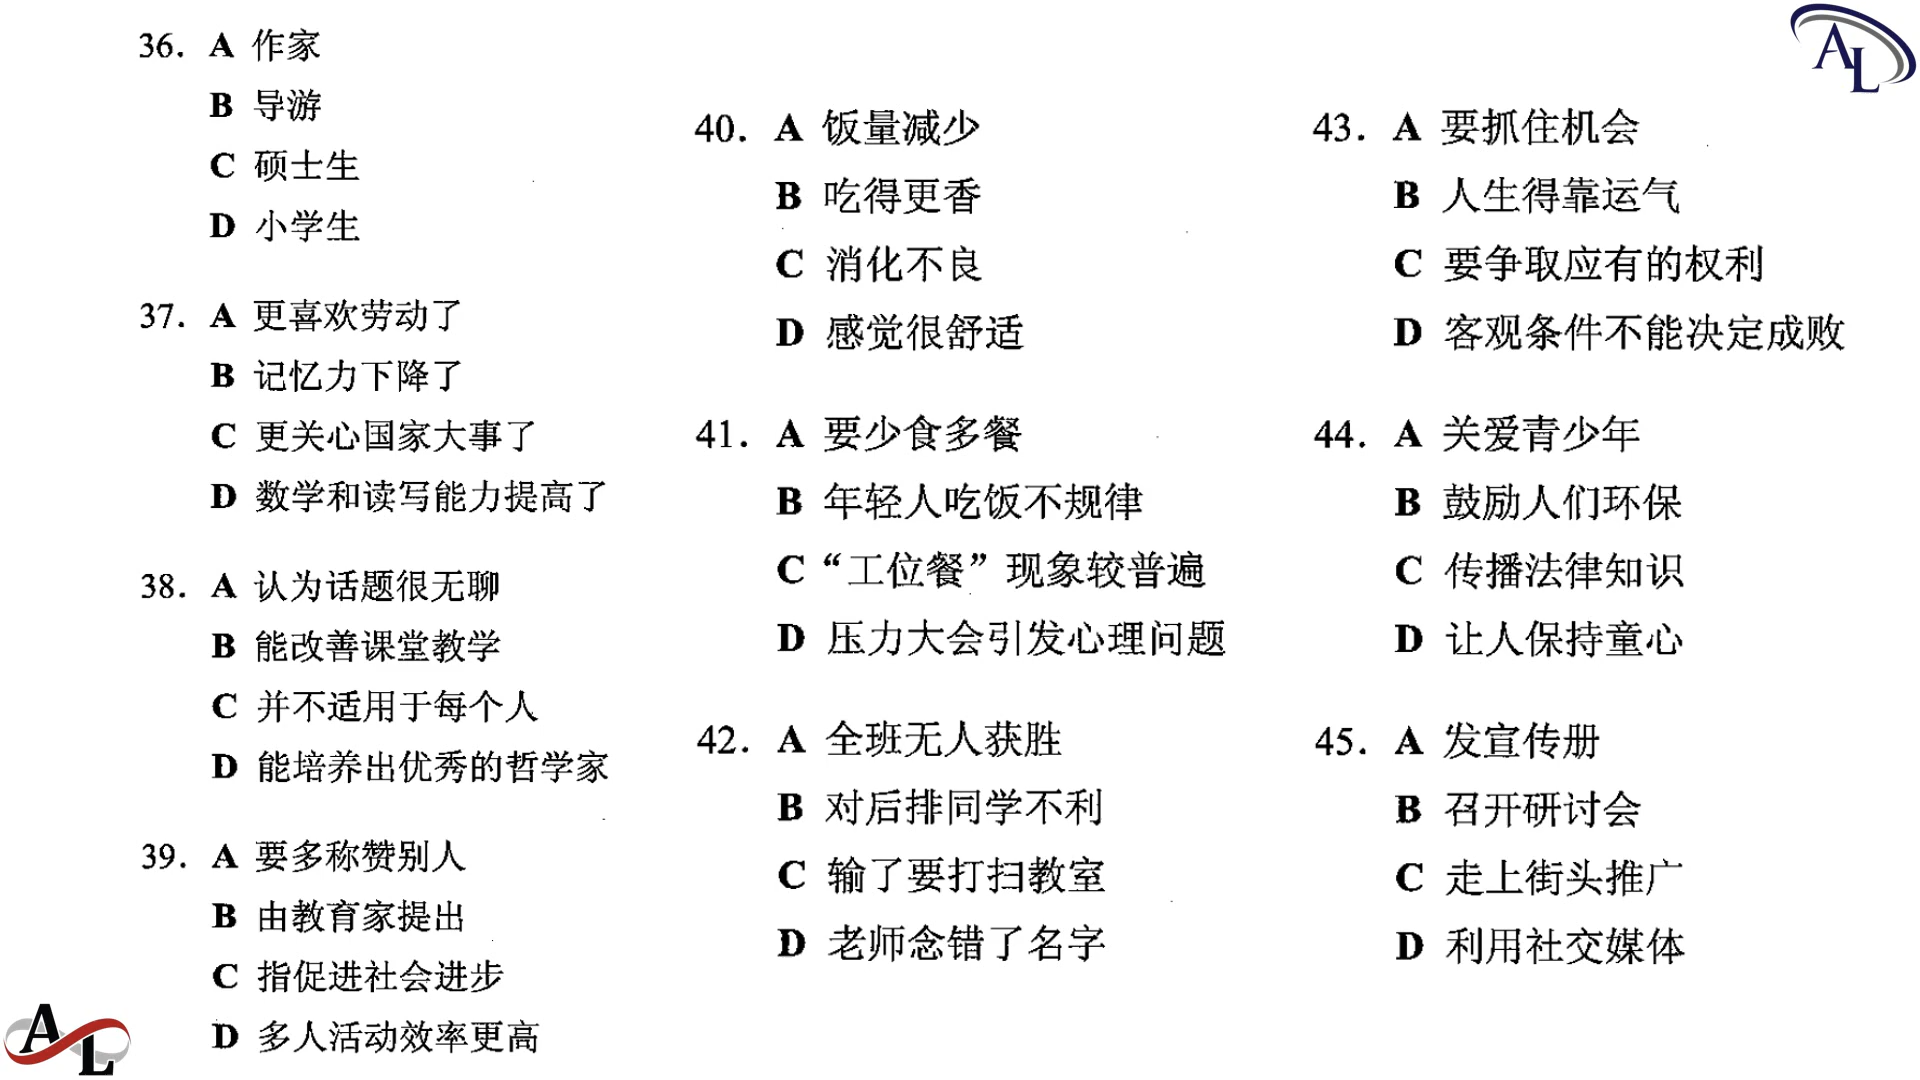 36. A 作家
B 导游
C 硕士生
D 小学生
37. A 更喜欢劳动了
B 记忆力下降了
C 更关心国家大事了
D 数学和读写能力提高了
38. A 认为话题很无聊
B 能改善课堂教学
C 并不适用于每个人
D 能培养出优秀的哲学家
39. A 要多称赞别人
B 由教育家提出
C 指促进社会进步
D 多人活动效率更高
40. A 饭量减少
B 吃得更香
C 消化不良
D 感觉很舒适
41. A 要少食多餐
B 年轻人吃饭不规律
C “工位餐”现象较普遍
D 压力大会引发心理问题
42. A 全班无人获胜
B 对后排同学不利
C 输了要打扫教室
D 老师念错了名字
43. A 要抓住机会
B 人生得靠运气
C 要争取应有的权利
D 客观条件不能决定成败
44. A 关爱青少年
B 鼓励人们环保
C 传播法律知识
D 让人保持童心
45. A 发宣传册
B 召开研讨会
C 走上街头推广
D 利用社交媒体
AL
AL